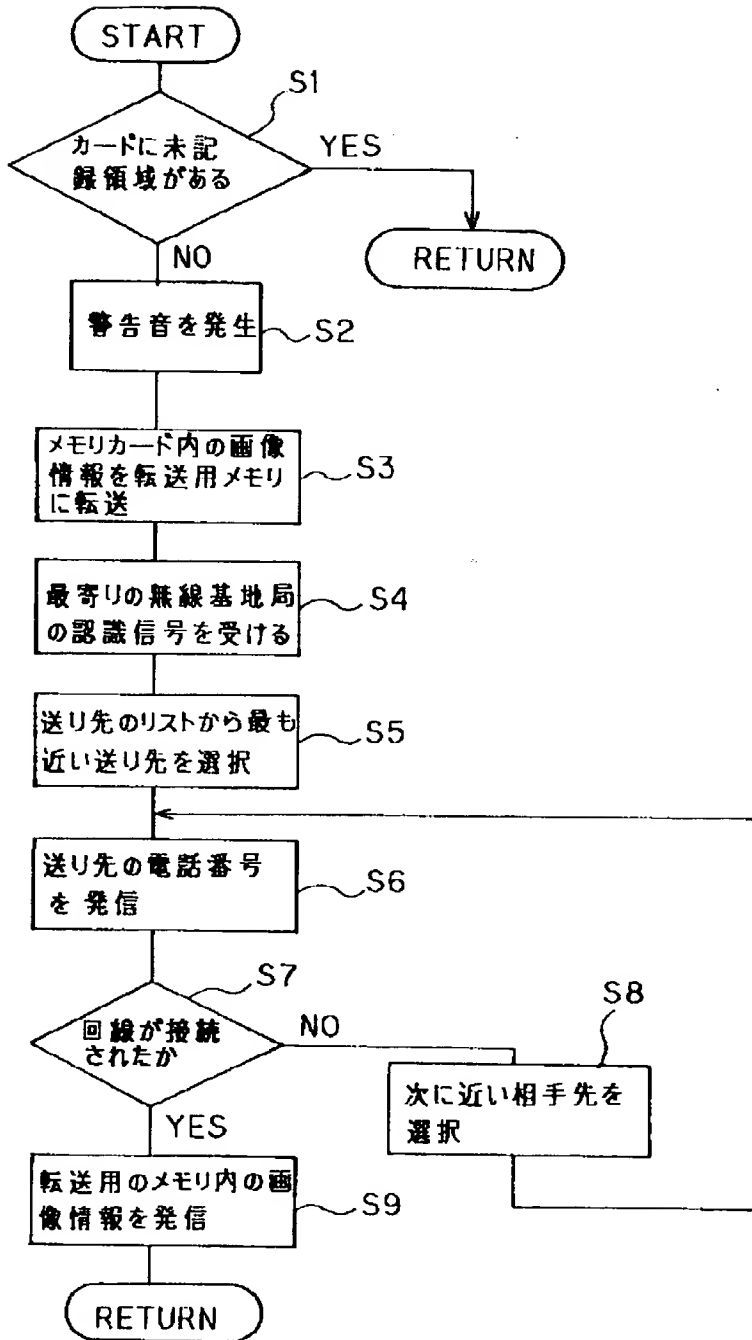 START
S1
カードに未記
録領域がある
YES
RETURN
NO
警告音を発生
S2
メモリカード内の画像
情報を転送用メモリ
に転送
S3
最寄りの無線基地局
の認識信号を受ける
S4
送り先のリストから最も
近い送り先を選択
S5
送り先の電話番号
を発信
S6
S7
回線が接続
されたか
NO
S8
次に近い相手先を
選択
YES
転送用のメモリ内の画
像情報を発信
S9
RETURN